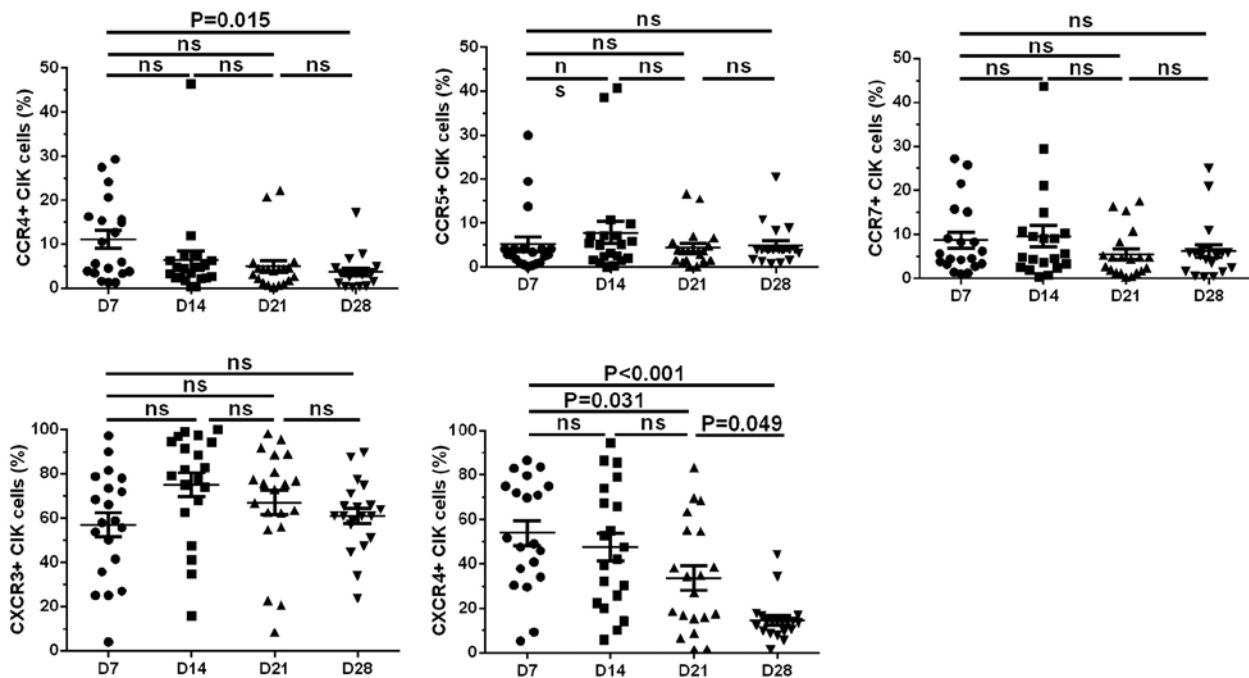 P=0.015
ns
ns ns ns
CCR4+ CIK cells (%)
50
40
30
20
10
0
D7 D14 D21 D28
ns
ns
n
s
ns ns
CCR5+ CIK cells (%)
50
40
30
20
10
0
D7 D14 D21 D28
ns
ns
ns ns ns
CCR7+ CIK cells (%)
50
40
30
20
10
0
D7 D14 D21 D28
ns
ns
ns ns ns
CXCR3+ CIK cells (%)
100
80
60
40
20
0
D7 D14 D21 D28
P<0.001
P=0.031
ns ns P=0.049
CXCR4+ CIK cells (%)
100
80
60
40
20
0
D7 D14 D21 D28